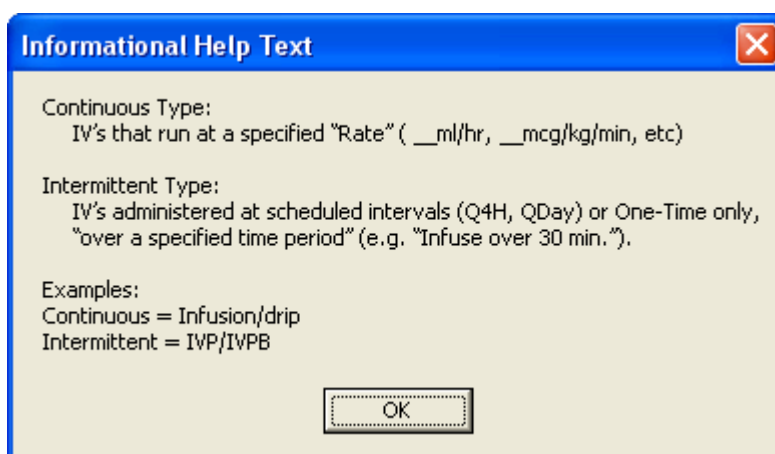 Informational Help Text
Continuous Type:
IV's that run at a specified "Rate" ( __ml/hr, __mcg/kg/min, etc)
Intermittent Type:
IV's administered at scheduled intervals (Q4H, QDay) or One-Time only,
"over a specified time period" (e.g. "Infuse over 30 min.").
Examples:
Continuous = Infusion/drip
Intermittent = IVP/IVPB
OK